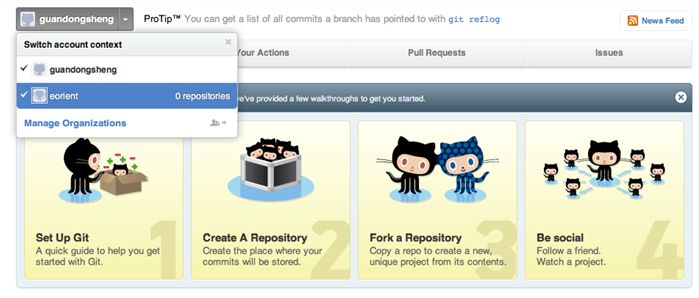 guandongsheng
ProTip™ You can get a list of all commits a branch has pointed to with git reflog
News Feed
Switch account context
Your Actions
Pull Requests
Issues
guandongsheng
eorient 0 repositories
we've provided a few walkthroughs to get you started.
Manage Organizations
1
Set Up Git
A quick guide to help you get
started with Git.
2
Create A Repository
Create the place where your
commits will be stored.
3
Fork a Repository
Copy a repo to create a new,
unique project from its contents.
4
Be social
Follow a friend.
Watch a project.